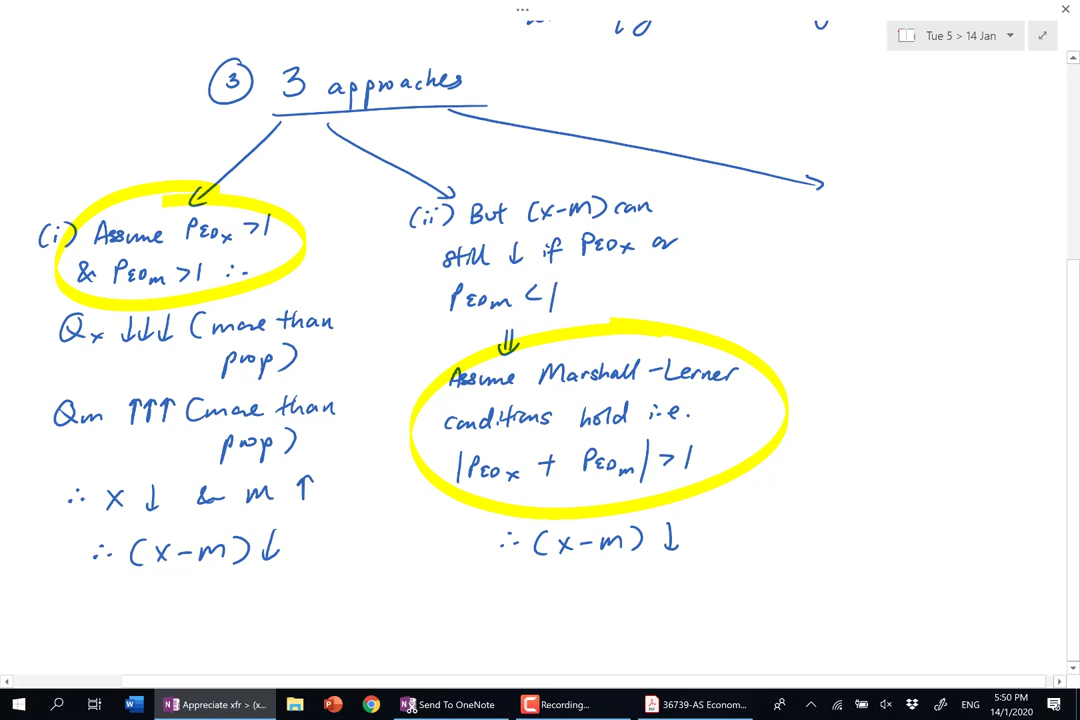 Tue 5 > 14 Jan
③ 3 approaches
(i) Assume PEDx >1
& PEDm >1 ∴
Qx ↓↓↓ (more than
prop)
Qm ↑↑↑ (more than
prop)
∴ X ↓ & M ↑
∴ (X-M) ↓
(ii) But (X-M) can
still ↓ if PEDx or
PEDm <1
⇓
Assume Marshall-Lerner
conditions hold i.e.
|PEDx + PEDm| >1
∴ (X-M) ↓
Appreciate xfr > (x...
Send To OneNote
Recording...
36739-AS Econom...
ENG
5:50 PM
14/1/2020